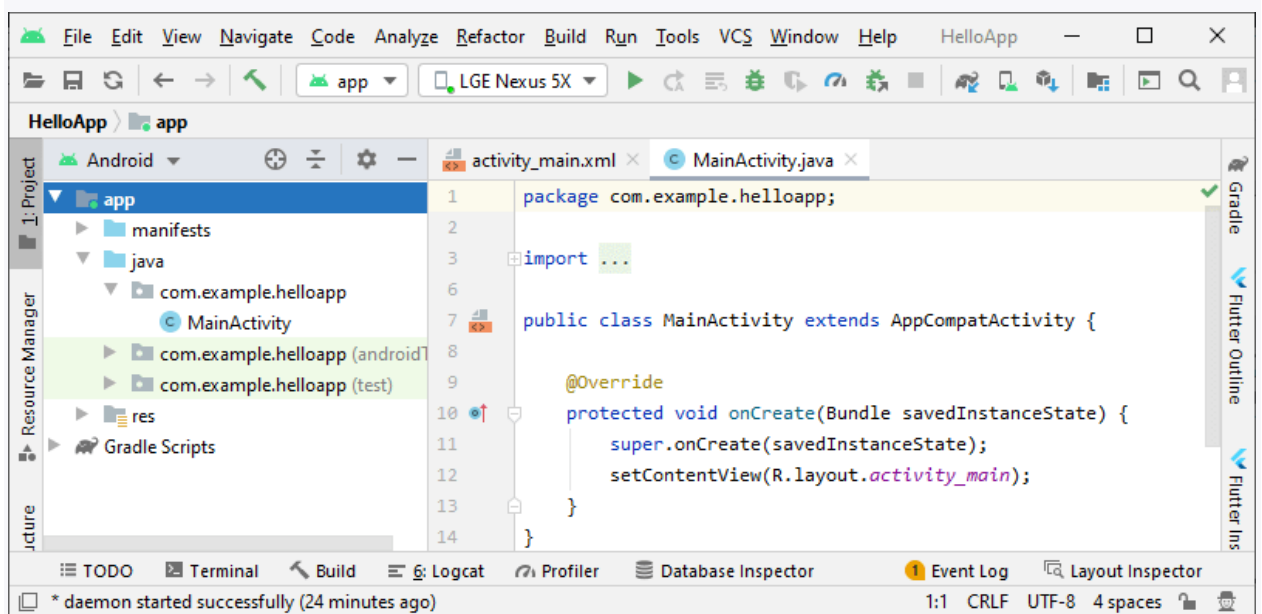 File Edit View Navigate Code Analyze Refactor Build Run Tools VCS Window Help HelloApp
app LGE Nexus 5X
HelloApp app
1: Project
Resource Manager
ucture
Android
app
manifests
java
com.example.helloapp
MainActivity
com.example.helloapp (androidT
com.example.helloapp (test)
res
Gradle Scripts
activity_main.xml MainActivity.java
1 package com.example.helloapp;
2
3 import ...
6
7 public class MainActivity extends AppCompatActivity {
8
9 @Override
10 protected void onCreate(Bundle savedInstanceState) {
11 super.onCreate(savedInstanceState);
12 setContentView(R.layout.activity_main);
13 }
14 }
Gradle
Flutter Outline
Flutter Ins
TODO Terminal Build 6: Logcat Profiler Database Inspector 1 Event Log Layout Inspector
* daemon started successfully (24 minutes ago) 1:1 CRLF UTF-8 4 spaces